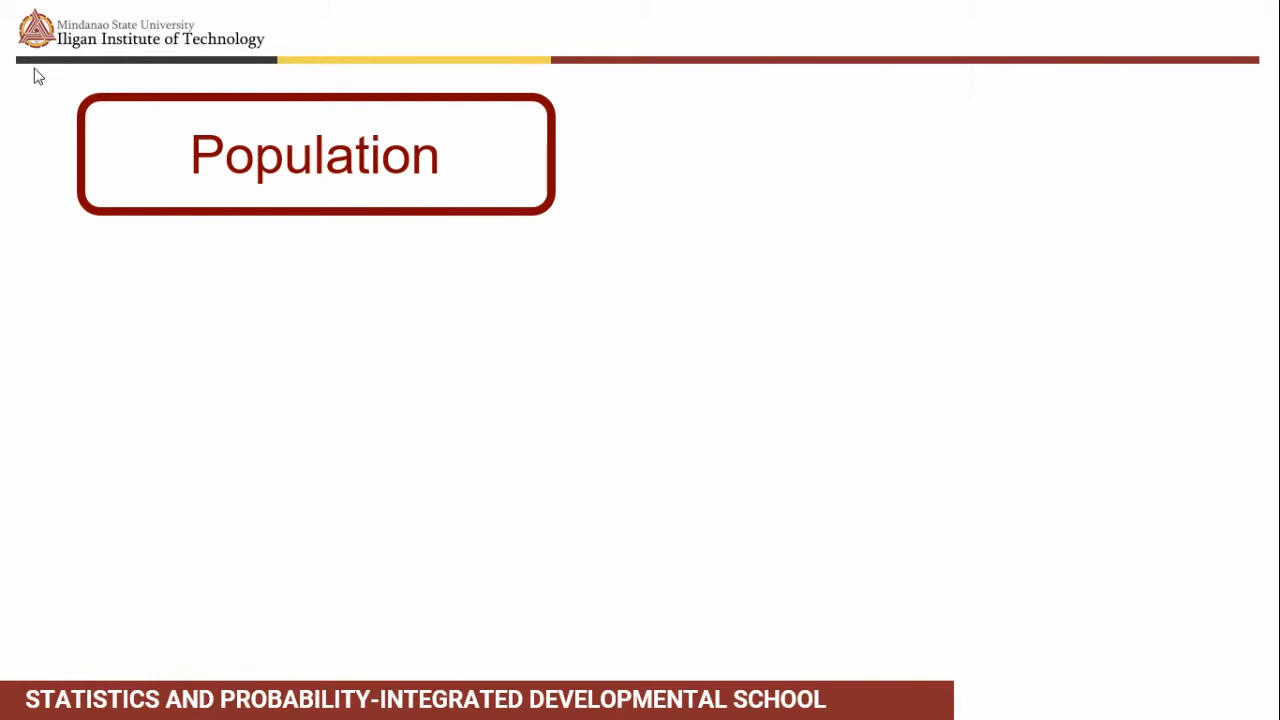 Mindanao State University
Iligan Institute of Technology
Population
STATISTICS AND PROBABILITY-INTEGRATED DEVELOPMENTAL SCHOOL